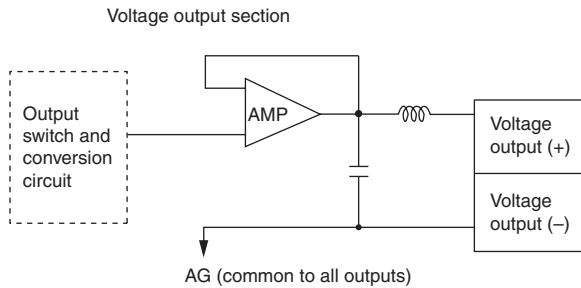 Voltage output section
Output
switch and
conversion
circuit
AMP
Voltage
output (+)
Voltage
output (–)
AG (common to all outputs)